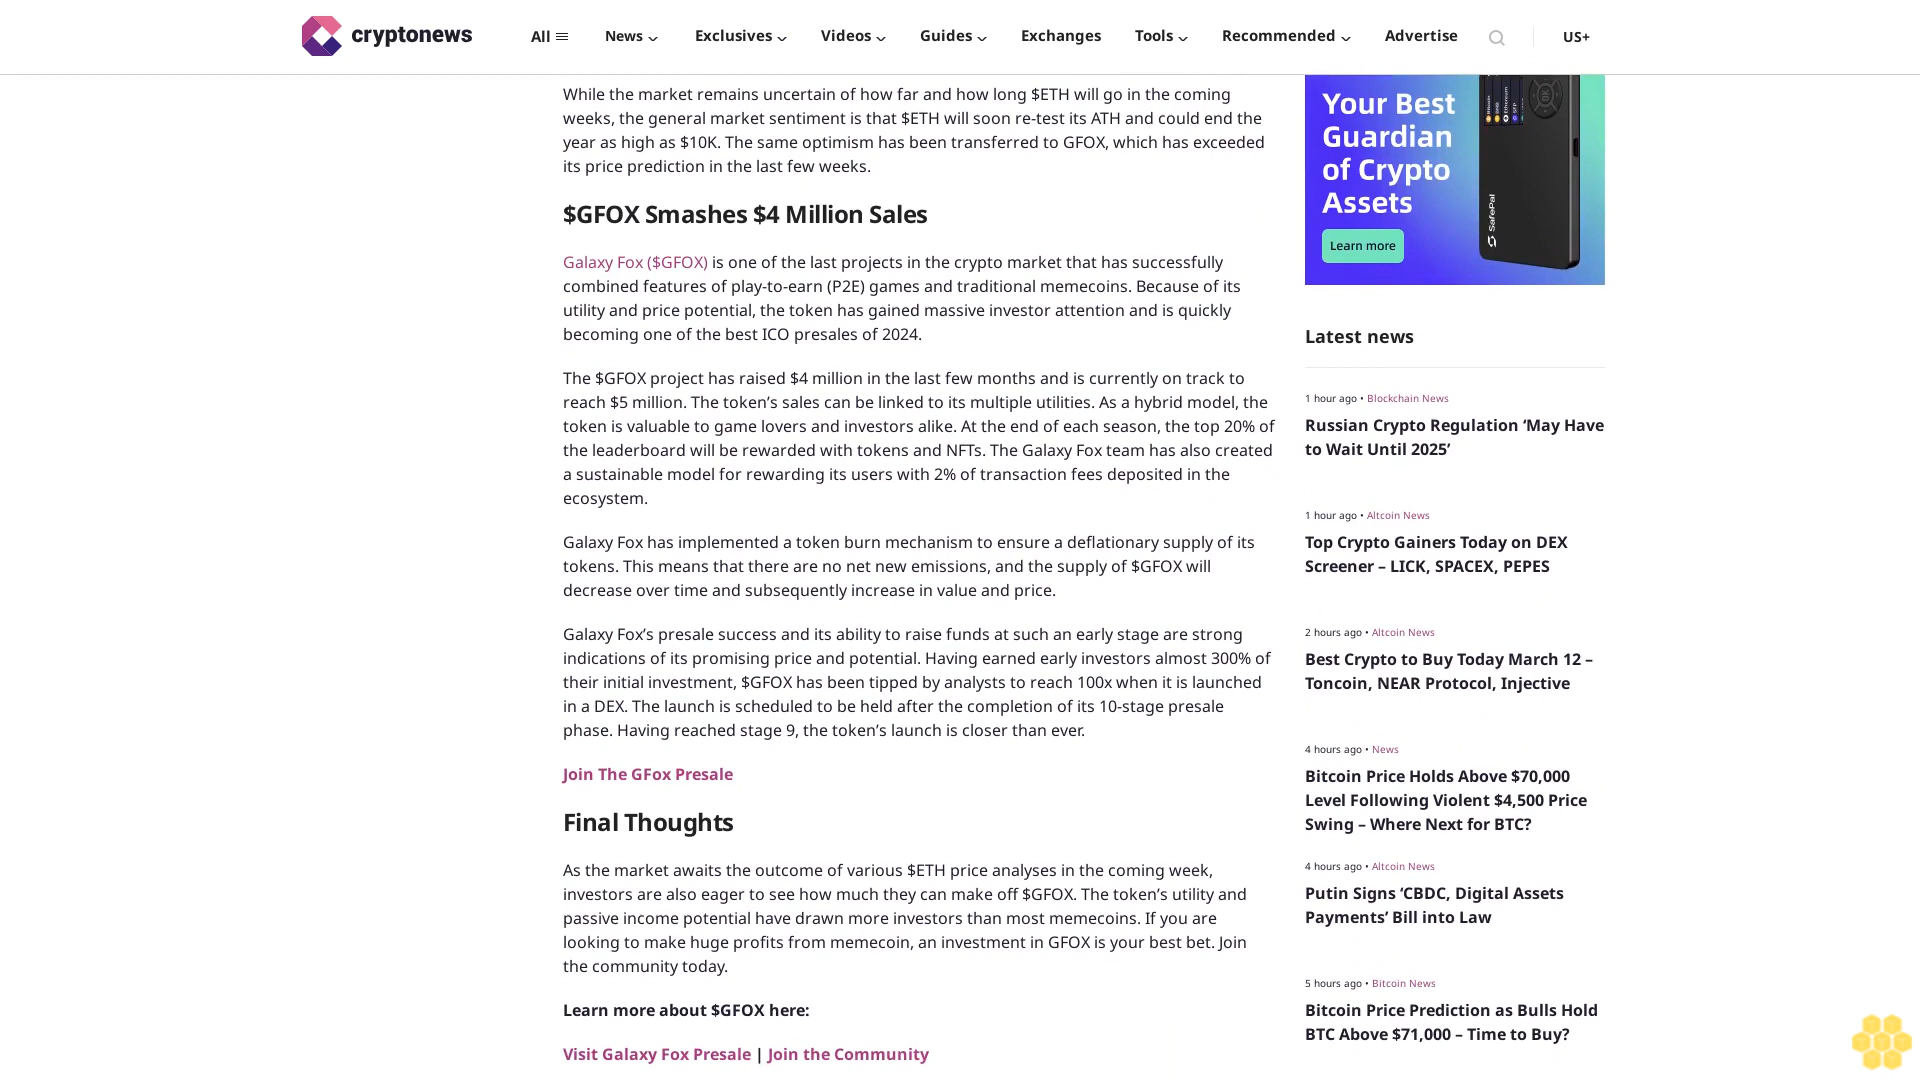 cryptonews
All
News
Exclusives
Videos
Guides
Exchanges
Tools
Recommended
Advertise
US+
While the market remains uncertain of how far and how long $ETH will go in the coming
weeks, the general market sentiment is that $ETH will soon re-test its ATH and could end the
year as high as $10K. The same optimism has been transferred to GFOX, which has exceeded
its price prediction in the last few weeks.
$GFOX Smashes $4 Million Sales
Galaxy Fox ($GFOX) is one of the last projects in the crypto market that has successfully
combined features of play-to-earn (P2E) games and traditional memecoins. Because of its
utility and price potential, the token has gained massive investor attention and is quickly
becoming one of the best ICO presales of 2024.
The $GFOX project has raised $4 million in the last few months and is currently on track to
reach $5 million. The token’s sales can be linked to its multiple utilities. As a hybrid model, the
token is valuable to game lovers and investors alike. At the end of each season, the top 20% of
the leaderboard will be rewarded with tokens and NFTs. The Galaxy Fox team has also created
a sustainable model for rewarding its users with 2% of transaction fees deposited in the
ecosystem.
Galaxy Fox has implemented a token burn mechanism to ensure a deflationary supply of its
tokens. This means that there are no net new emissions, and the supply of $GFOX will
decrease over time and subsequently increase in value and price.
Galaxy Fox’s presale success and its ability to raise funds at such an early stage are strong
indications of its promising price and potential. Having earned early investors almost 300% of
their initial investment, $GFOX has been tipped by analysts to reach 100x when it is launched
in a DEX. The launch is scheduled to be held after the completion of its 10-stage presale
phase. Having reached stage 9, the token’s launch is closer than ever.
Join The GFox Presale
Final Thoughts
As the market awaits the outcome of various $ETH price analyses in the coming week,
investors are also eager to see how much they can make off $GFOX. The token’s utility and
passive income potential have drawn more investors than most memecoins. If you are
looking to make huge profits from memecoin, an investment in GFOX is your best bet. Join
the community today.
Learn more about $GFOX here:
Visit Galaxy Fox Presale | Join the Community
Your Best
Guardian
of Crypto
Assets
Learn more
SafePal
Latest news
1 hour ago • Blockchain News
Russian Crypto Regulation ‘May Have
to Wait Until 2025’
1 hour ago • Altcoin News
Top Crypto Gainers Today on DEX
Screener – LICK, SPACEX, PEPES
2 hours ago • Altcoin News
Best Crypto to Buy Today March 12 –
Toncoin, NEAR Protocol, Injective
4 hours ago • News
Bitcoin Price Holds Above $70,000
Level Following Violent $4,500 Price
Swing – Where Next for BTC?
4 hours ago • Altcoin News
Putin Signs ‘CBDC, Digital Assets
Payments’ Bill into Law
5 hours ago • Bitcoin News
Bitcoin Price Prediction as Bulls Hold
BTC Above $71,000 – Time to Buy?